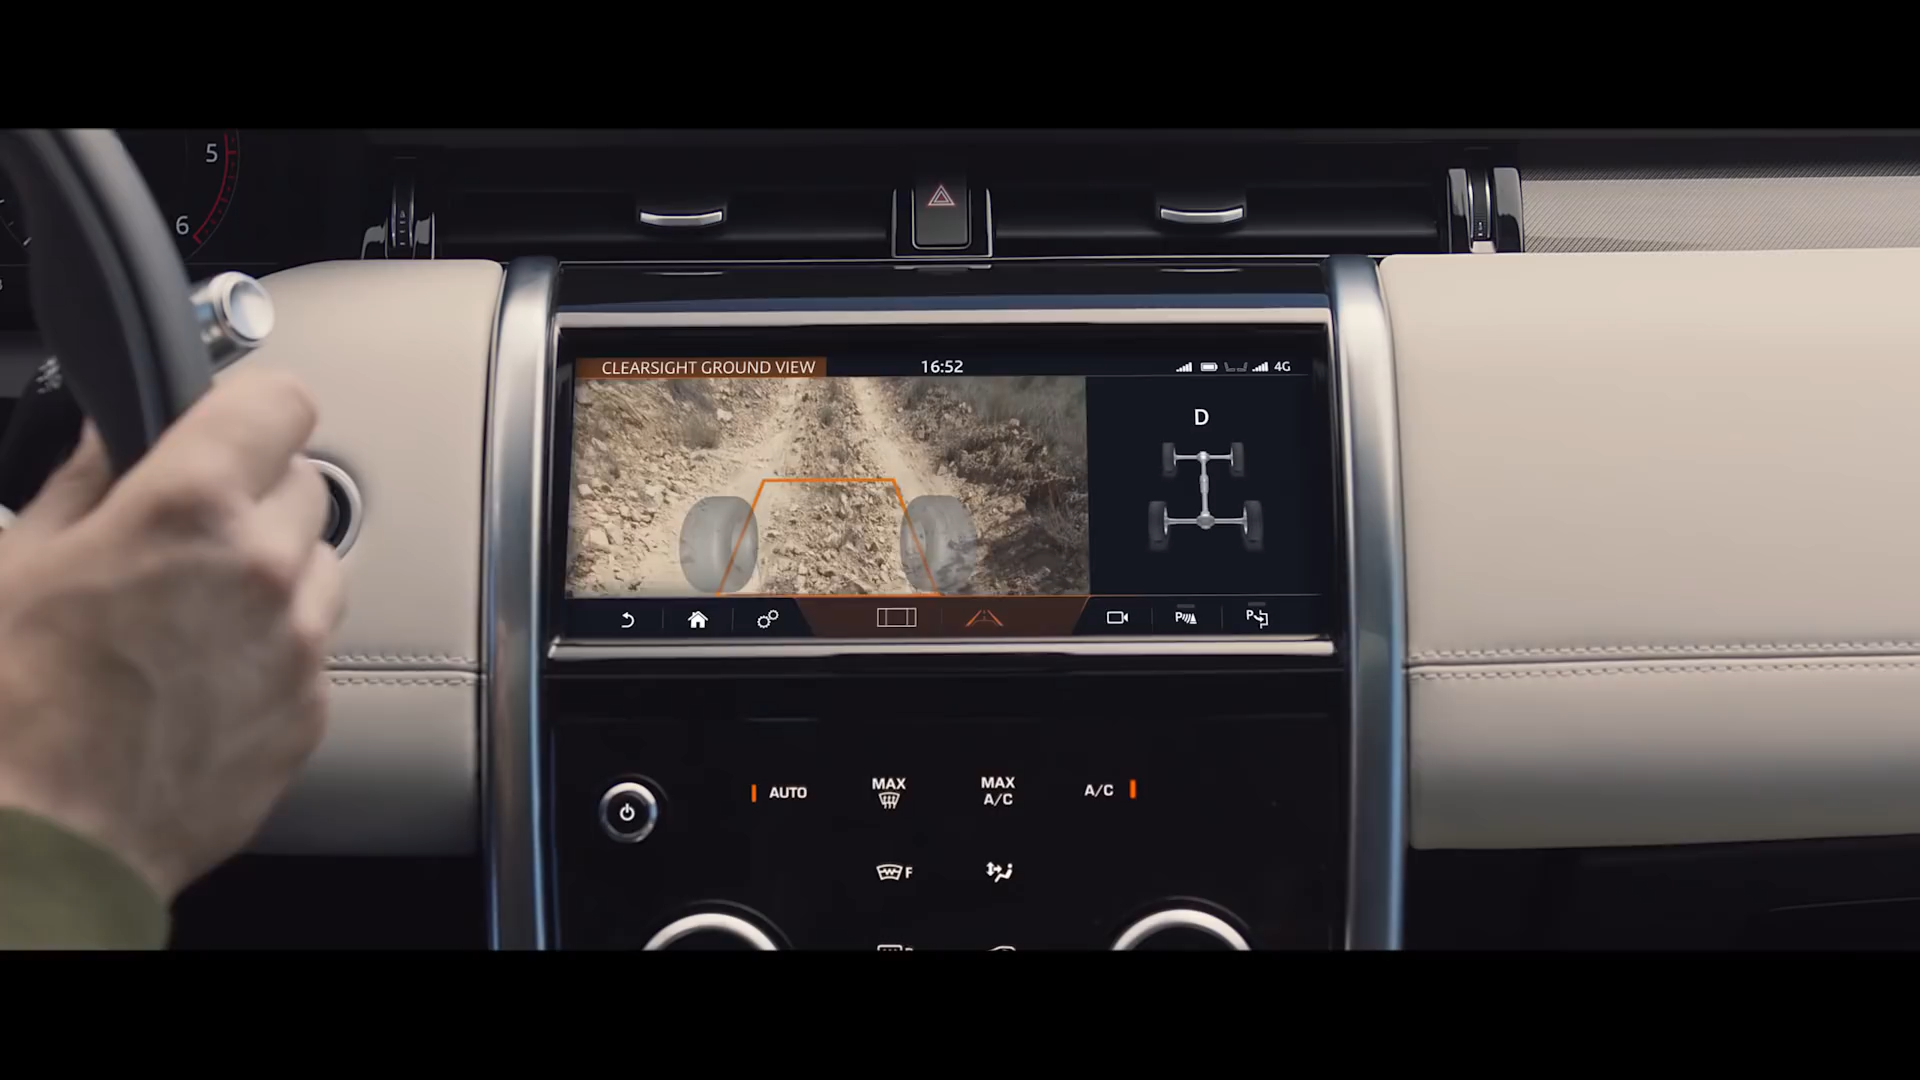 5
6
CLEARSIGHT GROUND VIEW 16:52 4G
D
P P
AUTO MAX MAX A/C A/C
F